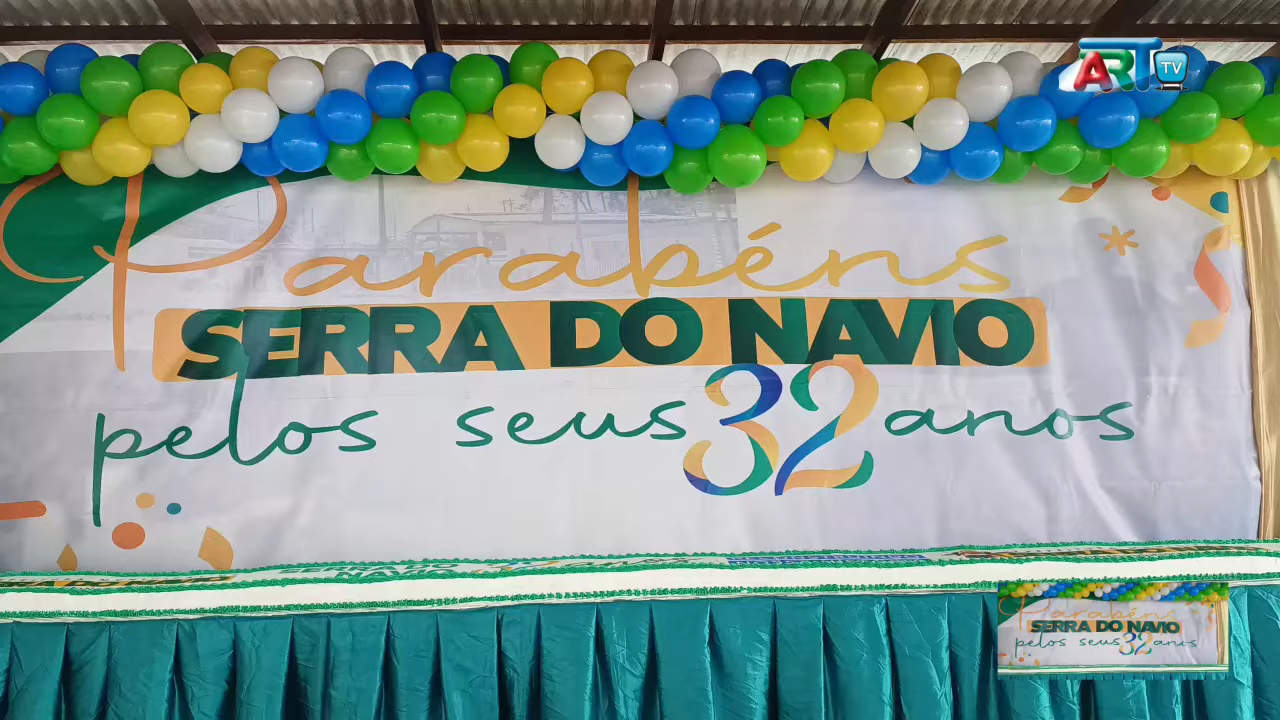 ART TV
Parabéns
SERRA DO NAVIO
pelos seus 32 anos
Parabéns
SERRA DO NAVIO
pelos seus 32 anos